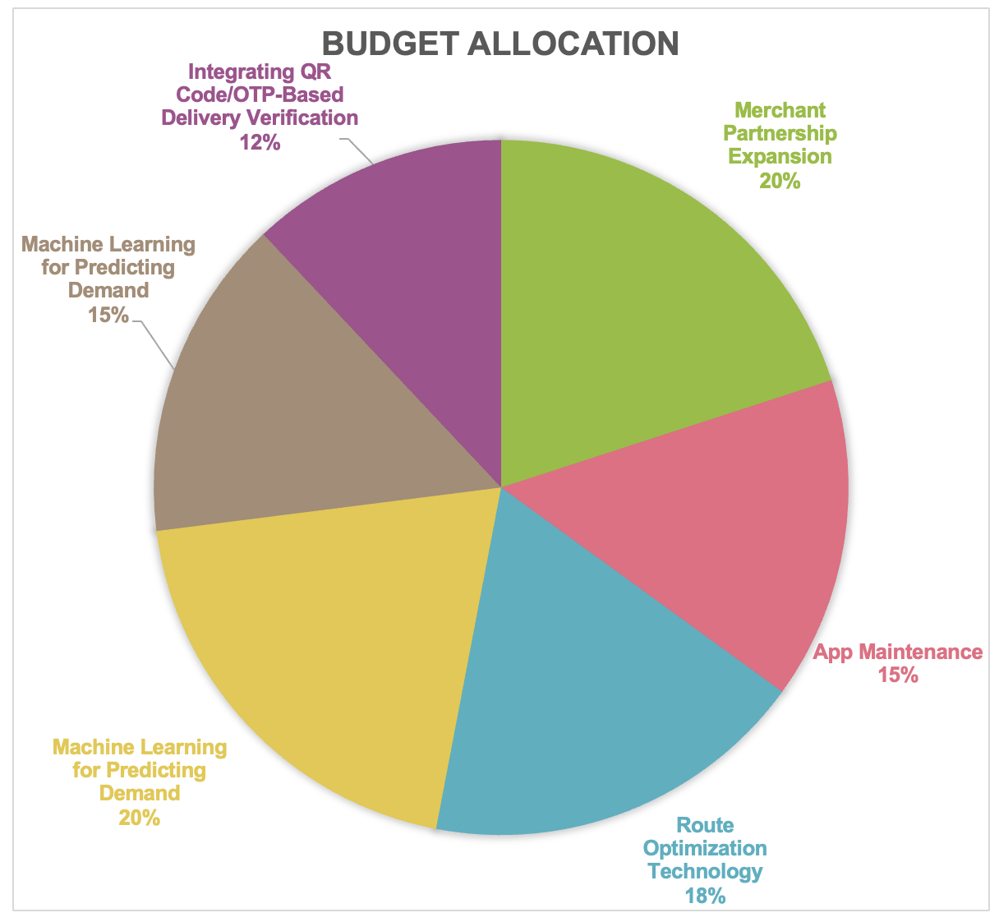 BUDGET ALLOCATION
Integrating QR
Code/OTP-Based
Delivery Verification
12%
Merchant
Partnership
Expansion
20%
Machine Learning
for Predicting
Demand
15%
App Maintenance
15%
Machine Learning
for Predicting
Demand
20%
Route
Optimization
Technology
18%